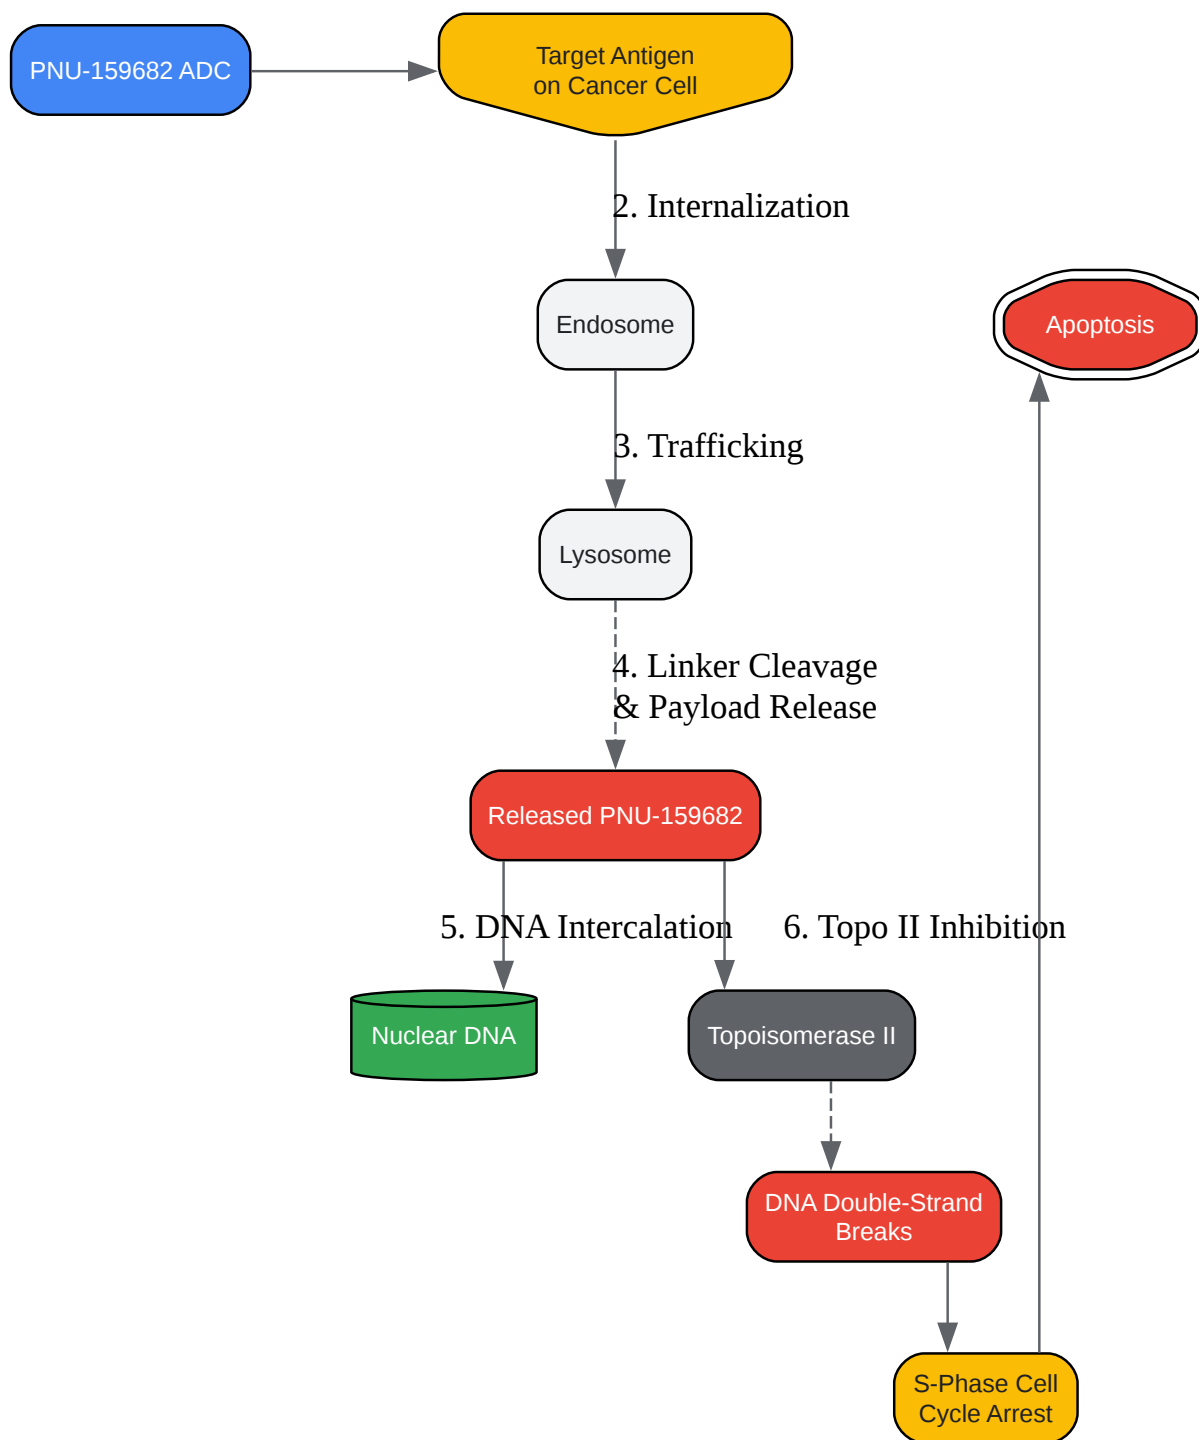 PNU-159682 ADC
Target Antigen
on Cancer Cell
2. Internalization
Endosome
Apoptosis
3. Trafficking
Lysosome
4. Linker Cleavage
& Payload Release
Released PNU-159682
5. DNA Intercalation
6. Topo II Inhibition
Nuclear DNA
Topoisomerase II
DNA Double-Strand
Breaks
S-Phase Cell
Cycle Arrest